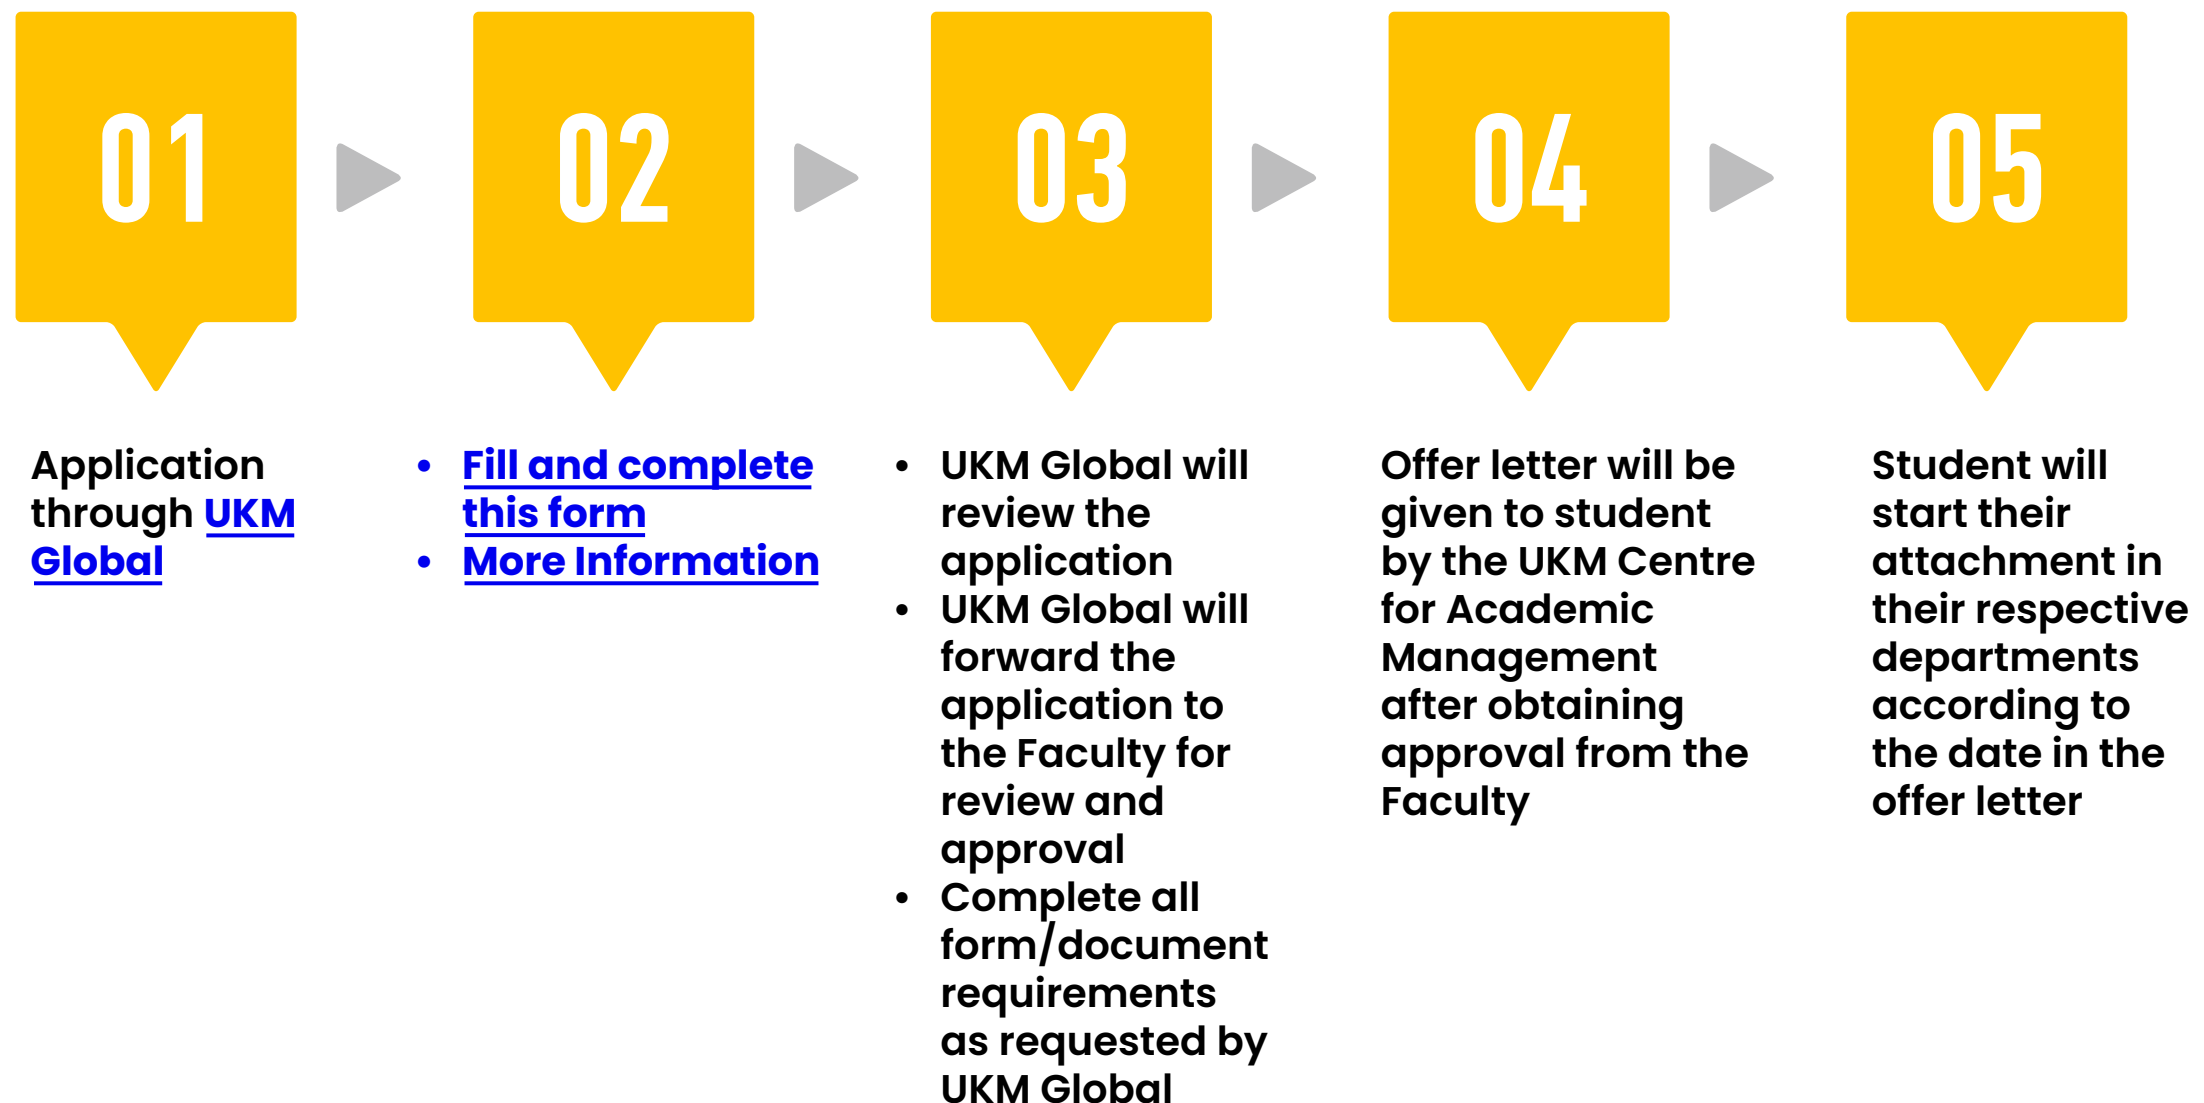 01
02
03
04
05
Application
through UKM
Global
• Fill and complete
this form
• More Information
• UKM Global will
review the
application
• UKM Global will
forward the
application to
the Faculty for
review and
approval
• Complete all
form/document
requirements
as requested by
UKM Global
Offer letter will be
given to student
by the UKM Centre
for Academic
Management
after obtaining
approval from the
Faculty
Student will
start their
attachment in
their respective
departments
according to
the date in the
offer letter